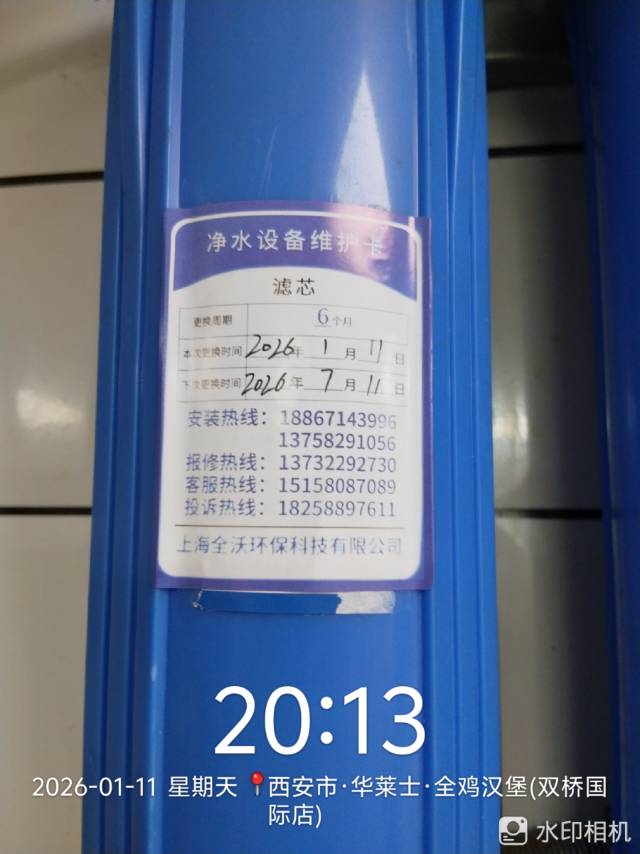 净水设备维护卡
滤芯
更换周期 6个月
本次更换时间 2026年 1 月 11 日
下次更换时间 2026年 7 月 11 日
安装热线: 18867143996
13758291056
报修热线: 13732292730
客服热线: 15158087089
投诉热线: 18258897611
上海全沃环保科技有限公司
20:13
2026-01-11 星期天 📍西安市·华莱士·全鸡汉堡(双桥国
际店)
水印相机